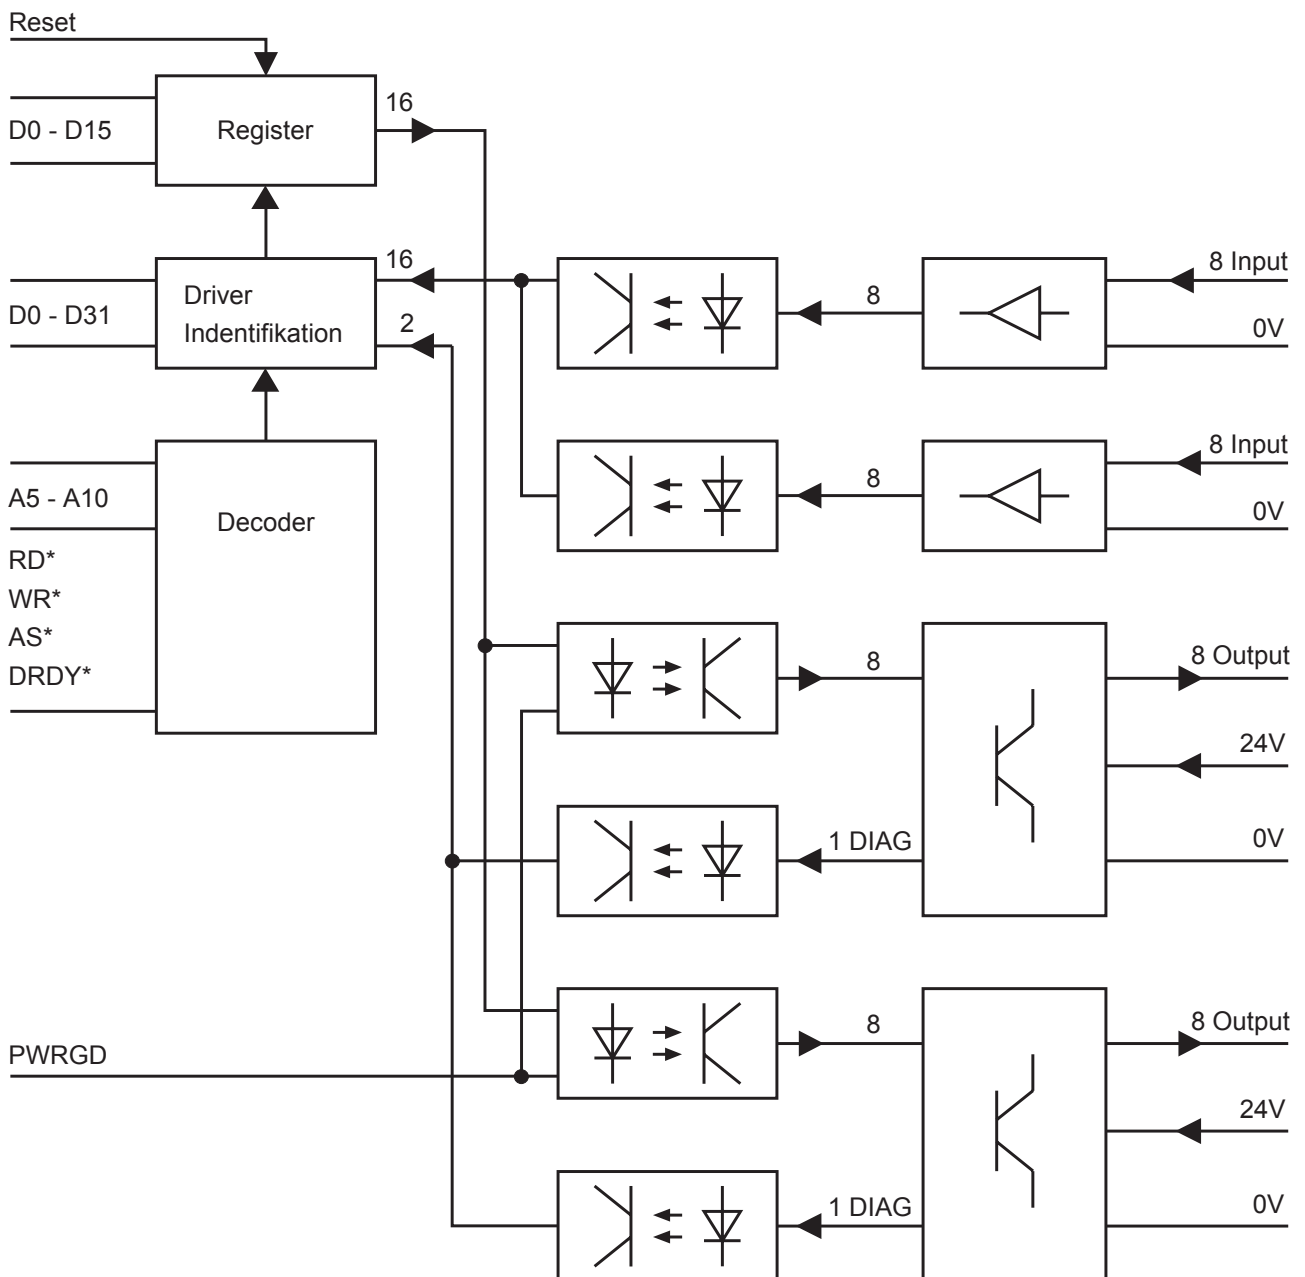 Reset
D0 - D15
Register
16
D0 - D31
Driver
Indentifikation
16
2
8
8 Input
0V
A5 - A10
RD*
WR*
AS*
DRDY*
Decoder
8
8 Input
0V
8
8 Output
24V
1 DIAG
0V
PWRGD
8
8 Output
24V
1 DIAG
0V